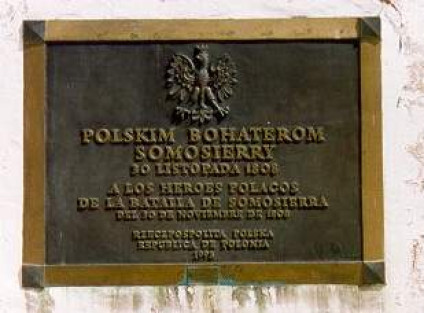 POLSKIM BOHATEROM
SOMOSIERRY
30 LISTOPADA 1808
A LOS HEROES POLACOS
DE LA BATALLA DE SOMOSIERRA
DEL 30 DE NOVIEMBRE DE 1808
RZECZPOSPOLITA POLSKA
REPUBLICA DE POLONIA